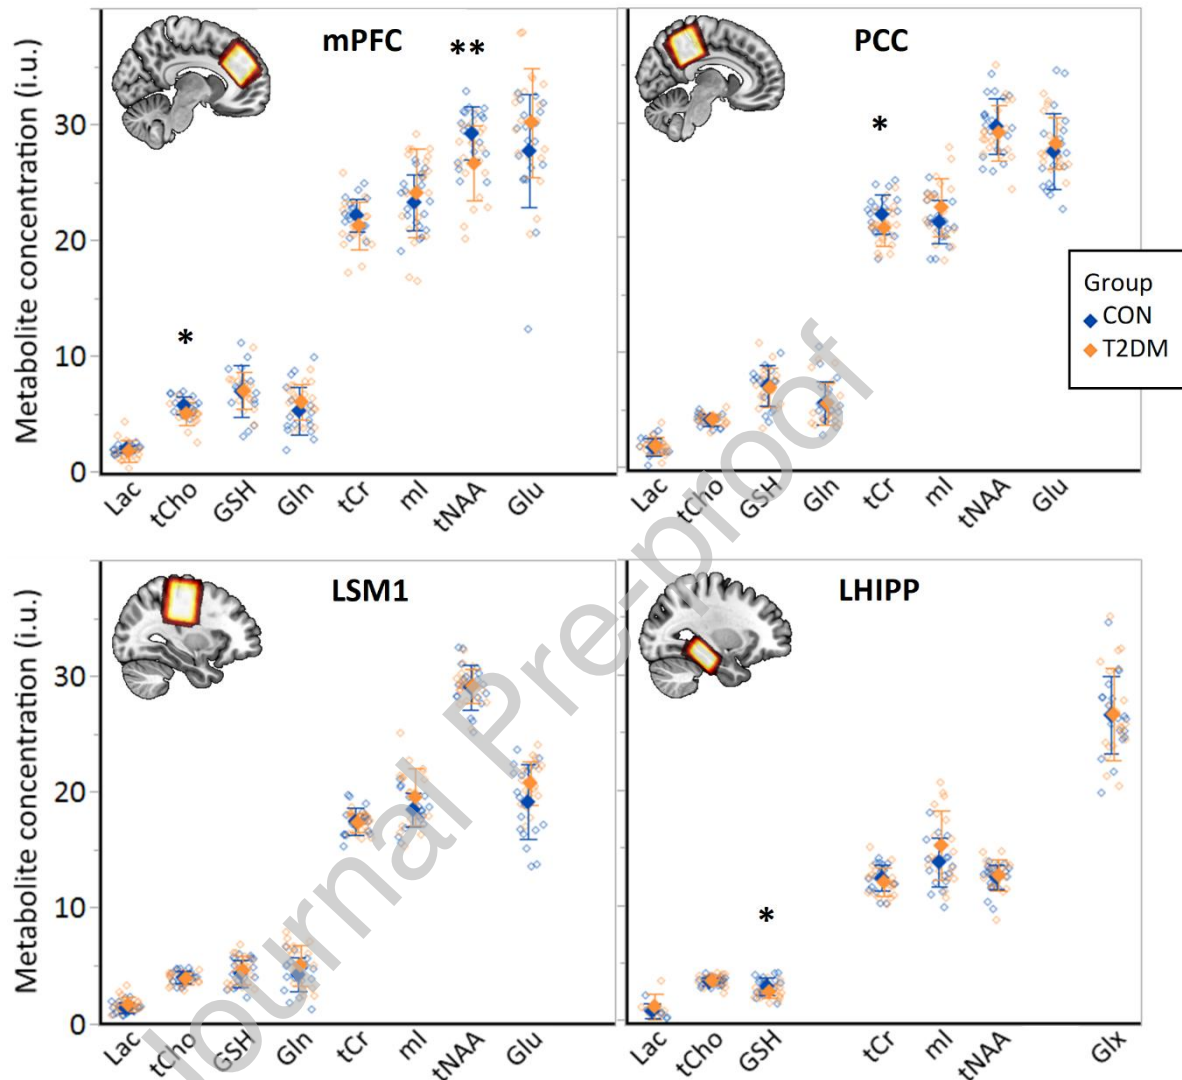 mPFC
**
*
Metabolite concentration (i.u.)
30
20
10
0
Lac
tCho
GSH
Gln
tCr
mI
tNAA
Glu
PCC
*
Lac
tCho
GSH
Gln
tCr
mI
tNAA
Glu
Group
CON
T2DM
LSM1
Metabolite concentration (i.u.)
30
20
10
0
Lac
tCho
GSH
Gln
tCr
mI
tNAA
Glu
LHIPP
*
Lac
tCho
GSH
tCr
mI
tNAA
Glx
Journal Pre-proof